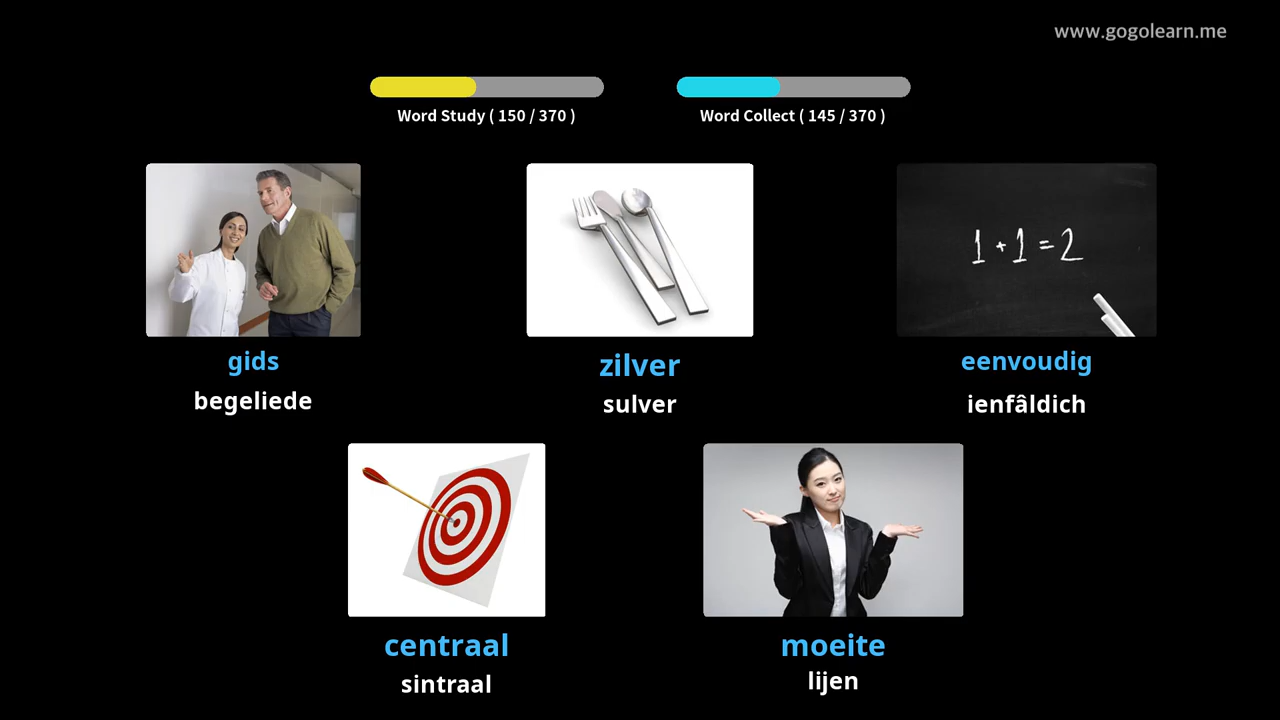 www.gogolearn.me
Word Study ( 150 / 370 )
Word Collect ( 145 / 370 )
1 + 1 = 2
gids
begeliede
zilver
sulver
eenvoudig
ienfâldich
centraal
sintraal
moeite
lijen